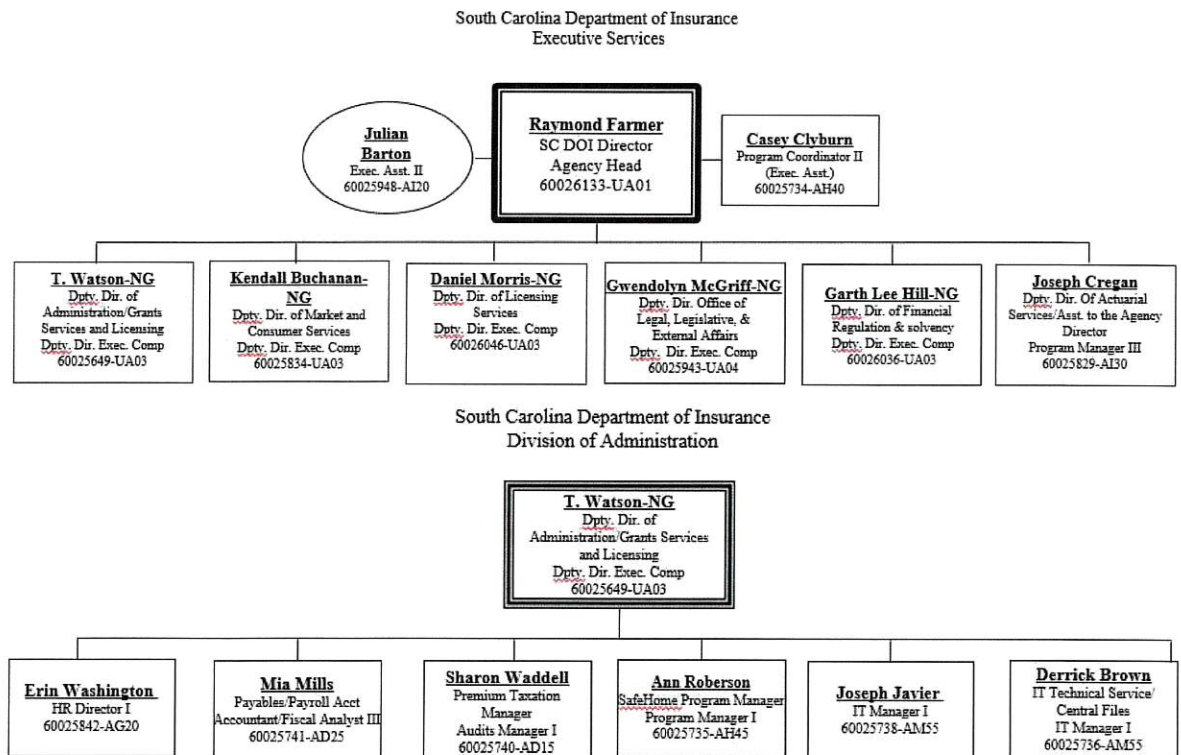 South Carolina Department of Insurance
Executive Services
Julian
Barton
Exec. Asst. II
60025948-AI20
Raymond Farmer
SC DOI Director
Agency Head
60026133-UA01
Casey Clyburn
Program Coordinator II
(Exec. Asst.)
60025734-AH40
T. Watson-NG
Dpty. Dir. of
Administration/Grants
Services and Licensing
Dpty. Dir. Exec. Comp
60025649-UA03
Kendall Buchanan-
NG
Dpty. Dir. of Market and
Consumer Services
Dpty. Dir. Exec. Comp
60025834-UA03
Daniel Morris-NG
Dpty. Dir. of Licensing
Services
Dpty. Dir. Exec. Comp
60026046-UA03
Gwendolyn McGriff-NG
Dpty. Dir. Office of
Legal, Legislative, &
External Affairs
Dpty. Dir. Exec. Comp
60025943-UA04
Garth Lee Hill-NG
Dpty. Dir. of Financial
Regulation & solvency
Dpty. Dir. Exec. Comp
60026036-UA03
Joseph Cregan
Dpty. Dir. Of Actuarial
Services/Asst. to the Agency
Director
Program Manager III
60025829-AI30
South Carolina Department of Insurance
Division of Administration
T. Watson-NG
Dpty. Dir. of
Administration/Grants Services
and Licensing
Dpty. Dir. Exec. Comp
60025649-UA03
Erin Washington
HR Director I
60025842-AG20
Mia Mills
Payables/Payroll Acct
Accountant/Fiscal Analyst III
60025741-AD25
Sharon Waddell
Premium Taxation
Manager
Audits Manager I
60025740-AD15
Ann Roberson
SafeHome Program Manager
Program Manager I
60025735-AH45
Joseph Javier
IT Manager I
60025738-AM55
Derrick Brown
IT Technical Service/
Central Files
IT Manager I
60025736-AM55